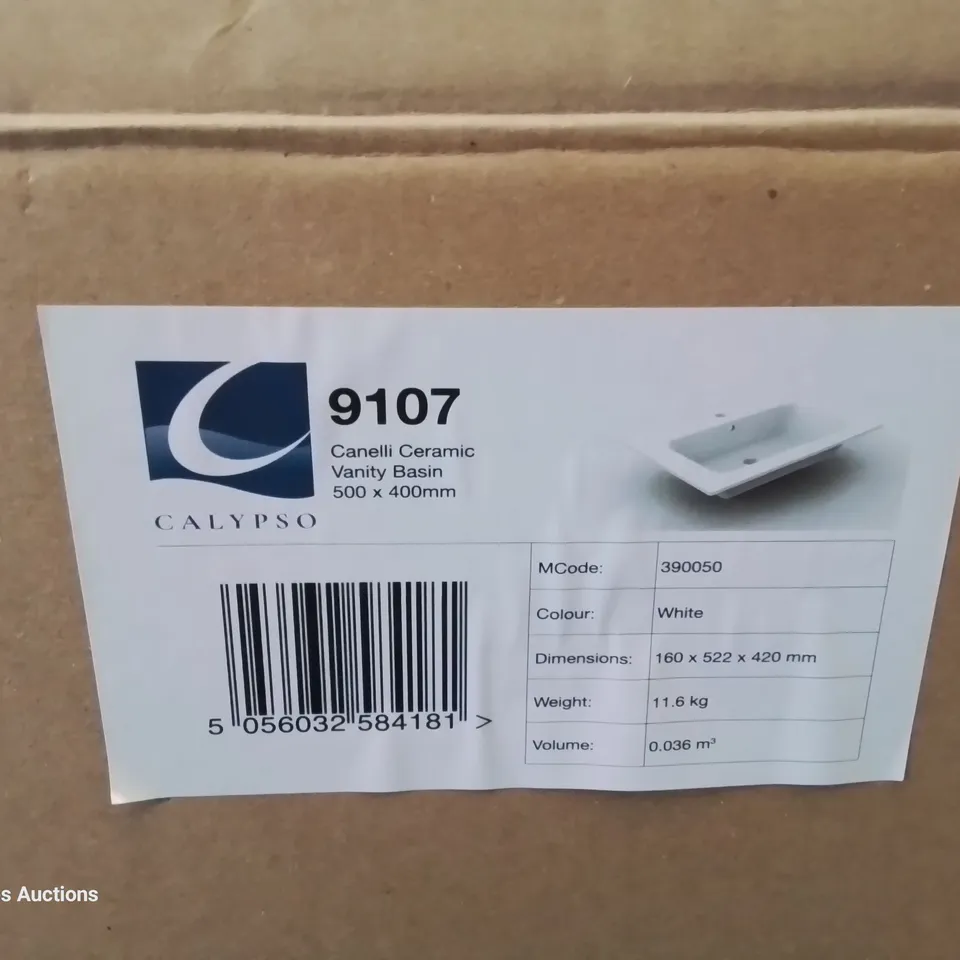 9107
Canelli Ceramic
Vanity Basin
500 x 400mm
CALYPSO
MCode: 390050
Colour: White
Dimensions: 160 x 522 x 420 mm
Weight: 11.6 kg
Volume: 0.036 m³
5 056032 584181 >
s Auctions